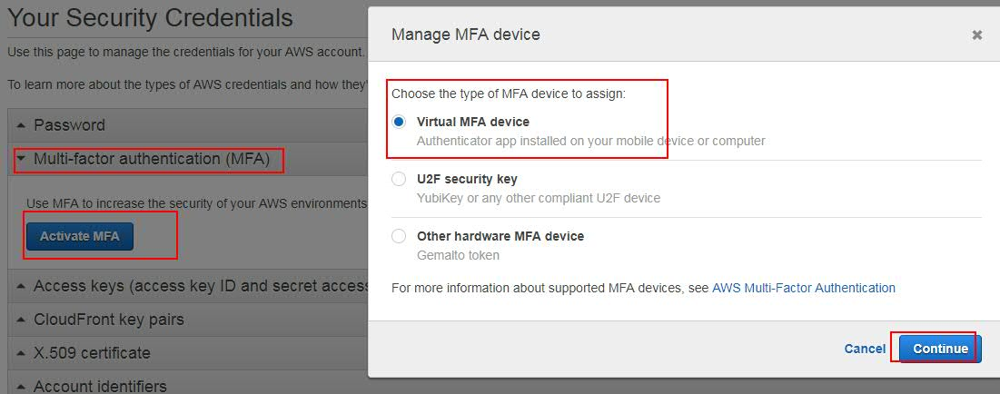 Your Security Credentials
Use this page to manage the credentials for your AWS account.
To learn more about the types of AWS credentials and how they'
Password
Multi-factor authentication (MFA)
Use MFA to increase the security of your AWS environments
Activate MFA
Access keys (access key ID and secret access
CloudFront key pairs
X.509 certificate
Account identifiers
Manage MFA device
Choose the type of MFA device to assign:
Virtual MFA device
Authenticator app installed on your mobile device or computer
U2F security key
YubiKey or any other compliant U2F device
Other hardware MFA device
Gemalto token
For more information about supported MFA devices, see AWS Multi-Factor Authentication
Cancel
Continue